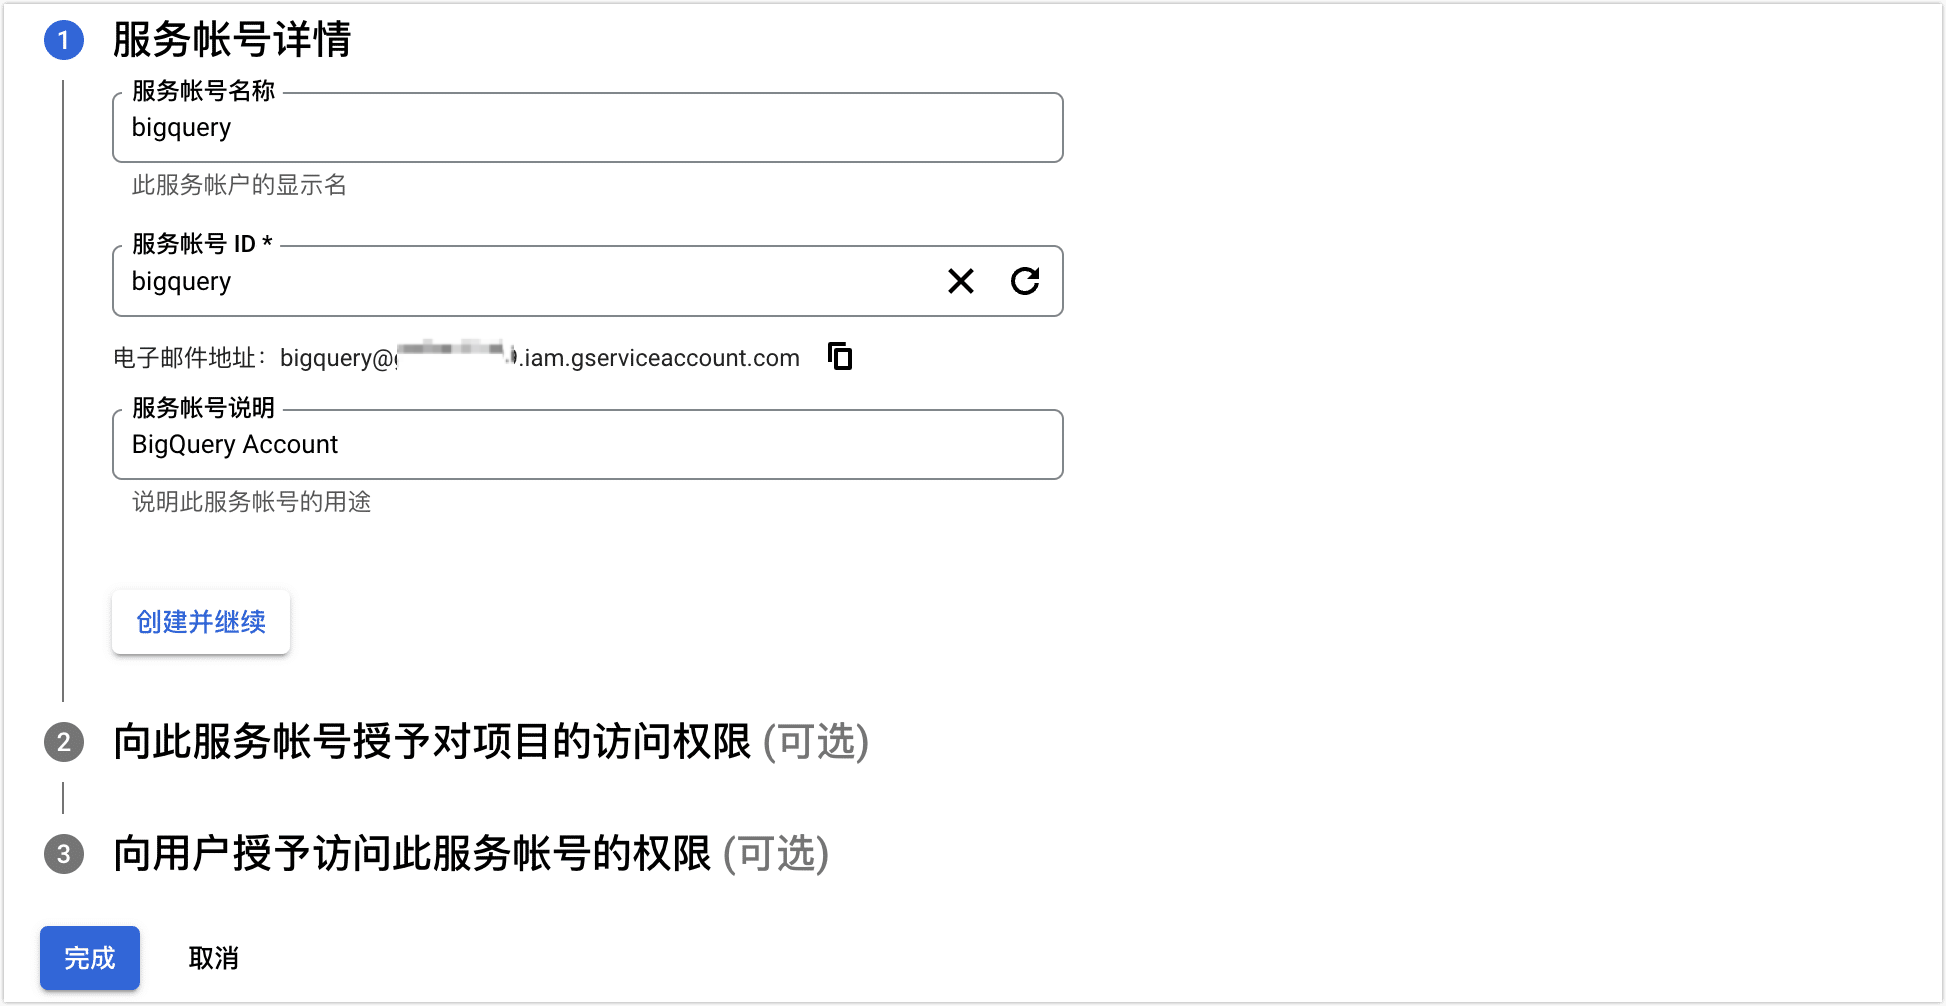 1 服务帐号详情
服务帐号名称
bigquery
此服务帐户的显示名
服务帐号 ID *
bigquery
电子邮件地址：bigquery@ .iam.gserviceaccount.com
服务帐号说明
BigQuery Account
说明此服务帐号的用途
创建并继续
2 向此服务帐号授予对项目的访问权限 (可选)
3 向用户授予访问此服务帐号的权限 (可选)
完成 取消